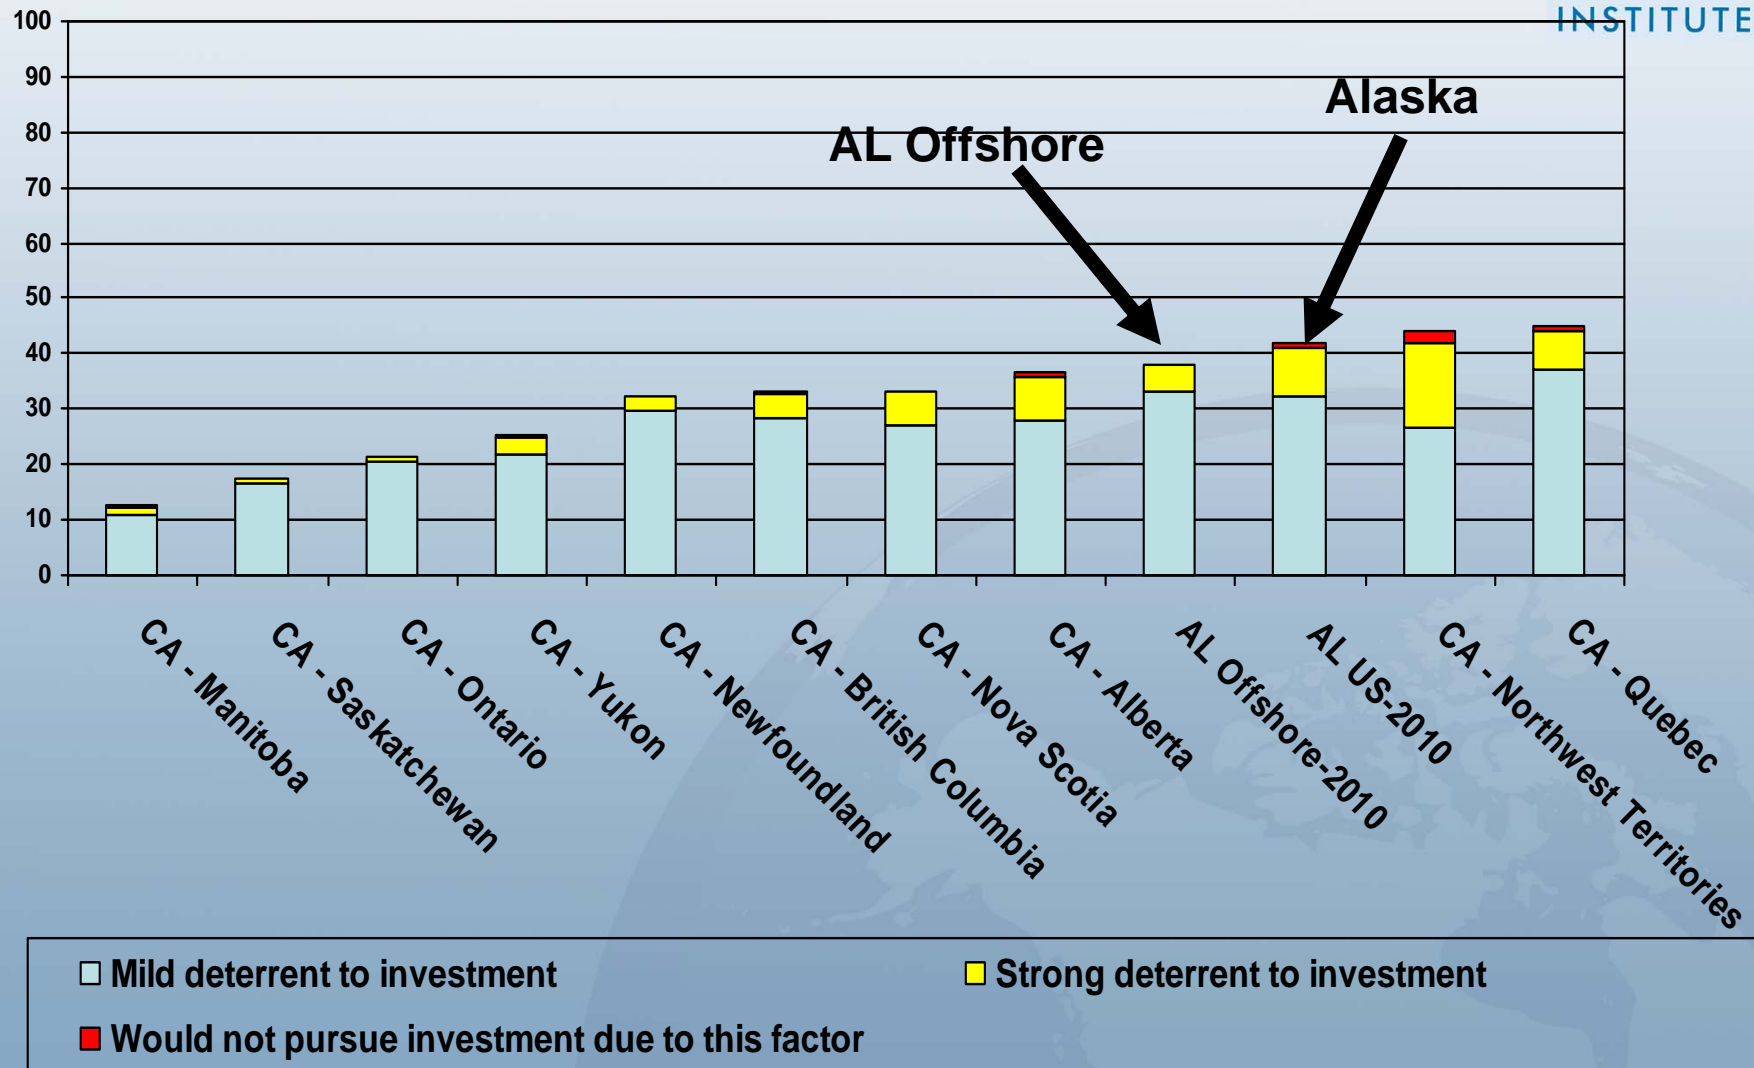 INSTITUTE
100
90
80
70
60
50
40
30
20
10
0
Alaska
AL Offshore
CA - Manitoba
CA - Saskatchewan
CA - Ontario
CA - Yukon
CA - Newfoundland
CA - British Columbia
CA - Nova Scotia
CA - Alberta
AL Offshore-2010
AL US-2010
CA - Northwest Territories
CA - Quebec
Mild deterrent to investment
Strong deterrent to investment
Would not pursue investment due to this factor